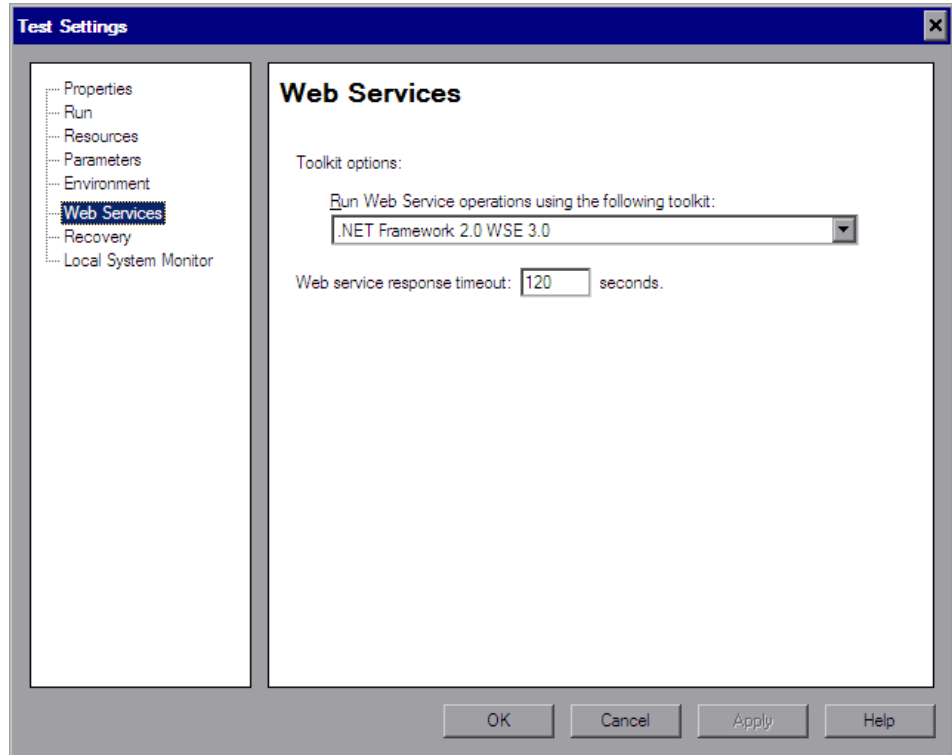 Test Settings
Properties
Run
Resources
Parameters
Environment
Web Services
Recovery
Local System Monitor
Web Services
Toolkit options:
Run Web Service operations using the following toolkit:
.NET Framework 2.0 WSE 3.0
Web service response timeout: 120 seconds.
OK Cancel Apply Help